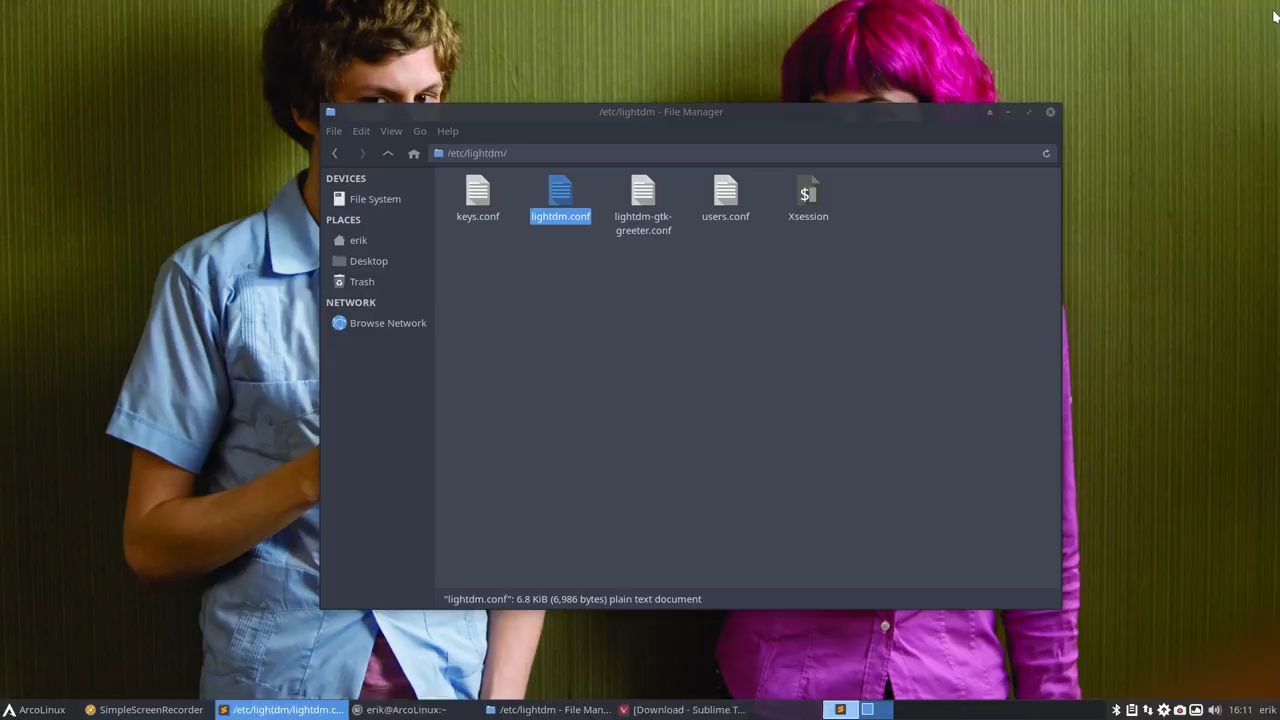 /etc/lightdm - File Manager
File Edit View Go Help
/etc/lightdm/
DEVICES
File System
PLACES
erik
Desktop
Trash
NETWORK
Browse Network
keys.conf
lightdm.conf
lightdm-gtk-
greeter.conf
users.conf
$
Xsession
"lightdm.conf": 6.8 KiB (6,986 bytes) plain text document
ArcoLinux
SimpleScreenRecorder
/etc/lightdm/lightdm.c...
erik@ArcoLinux:~
/etc/lightdm - File Man...
[Download - Sublime T...
16:11 erik